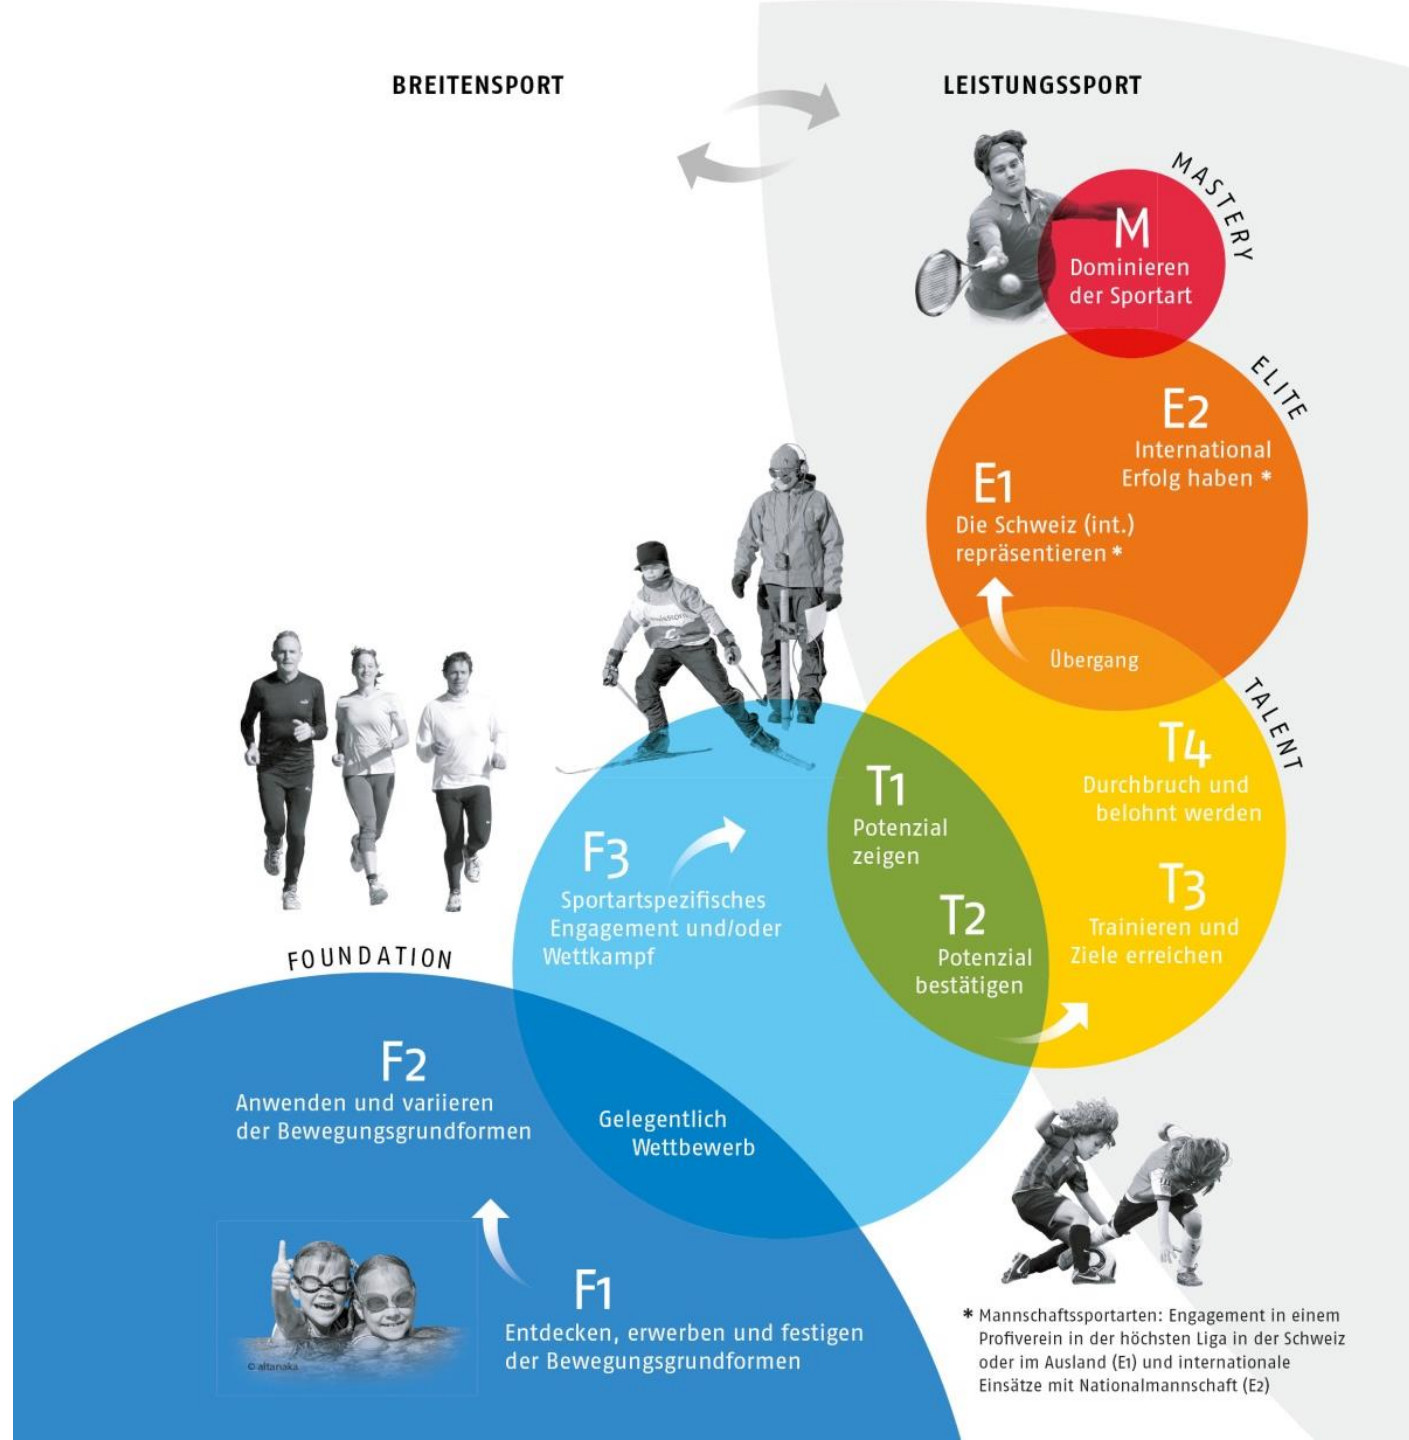 BREITENSPORT
LEISTUNGSSPORT
MASTERY
M
Dominieren
der Sportart
ELITE
E2
International
Erfolg haben *
E1
Die Schweiz (int.)
repräsentieren *
Übergang
TALENT
T4
Durchbruch und
belohnt werden
T1
Potenzial
zeigen
T3
Trainieren und
Ziele erreichen
T2
Potenzial
bestätigen
F3
Sportartspezifisches
Engagement und/oder
Wettkampf
FOUNDATION
F2
Anwenden und variieren
der Bewegungsgrundformen
Gelegentlich
Wettbewerb
F1
Entdecken, erwerben und festigen
der Bewegungsgrundformen
© altanaka
* Mannschaftssportarten: Engagement in einem
Profiverein in der höchsten Liga in der Schweiz
oder im Ausland (E1) und internationale
Einsätze mit Nationalmannschaft (E2)